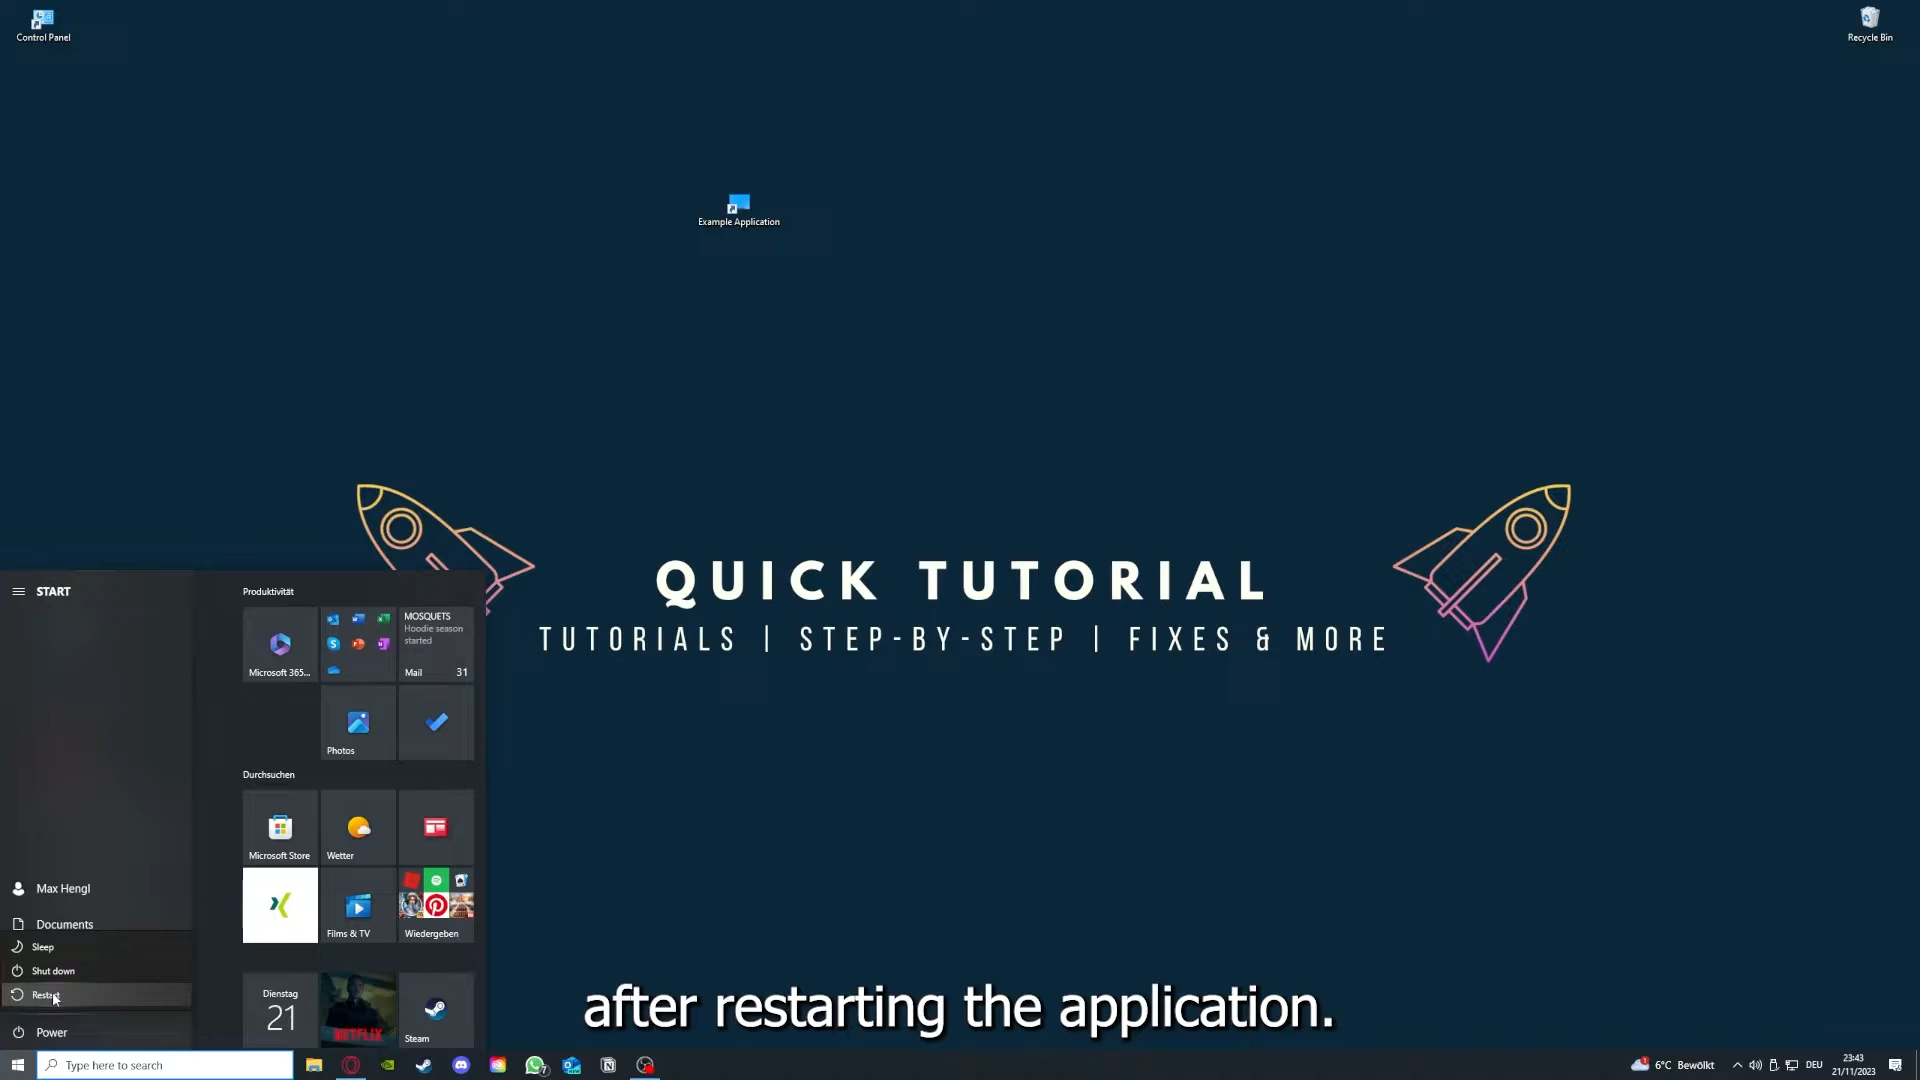 Control Panel
Recycle Bin
Example Application
QUICK TUTORIAL
TUTORIALS | STEP-BY-STEP | FIXES & MORE
START
Produktivität
MOSQUETS
Hoodie season
started
Microsoft 365...
Mail 31
Photos
Durchsuchen
Microsoft Store
Wetter
Max Hengl
Documents
Films & TV
Wiedergeben
Sleep
Shut down
Restart
Dienstag
21
NETFLIX
Steam
Power
after restarting the application.
Type here to search
7
1
6°C Bewölkt
DEU
23:43
21/11/2023